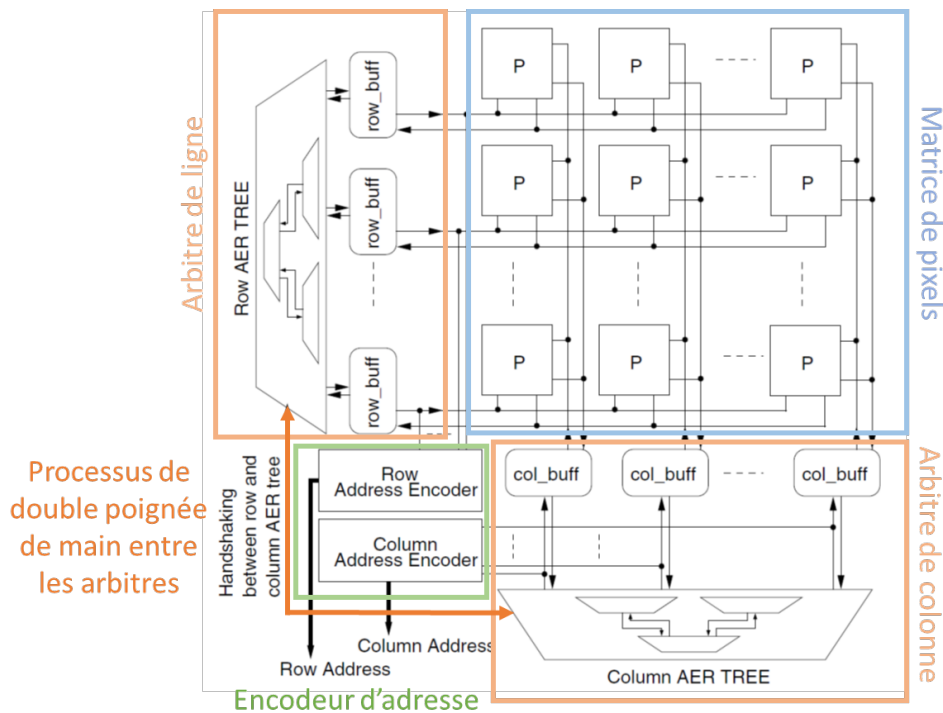 Arbitre de ligne
Row AER TREE
row_buff
row_buff
row_buff
P
P
P
P
P
P
P
P
P
Matrice de pixels
Processus de
double poignée
de main entre
les arbitres
Handshaking
between row and
column AER tree
Row
Address Encoder
Column
Address Encoder
Row Address
Column Address
Encodeur d'adresse
col_buff
col_buff
col_buff
Column AER TREE
Arbitre de colonne